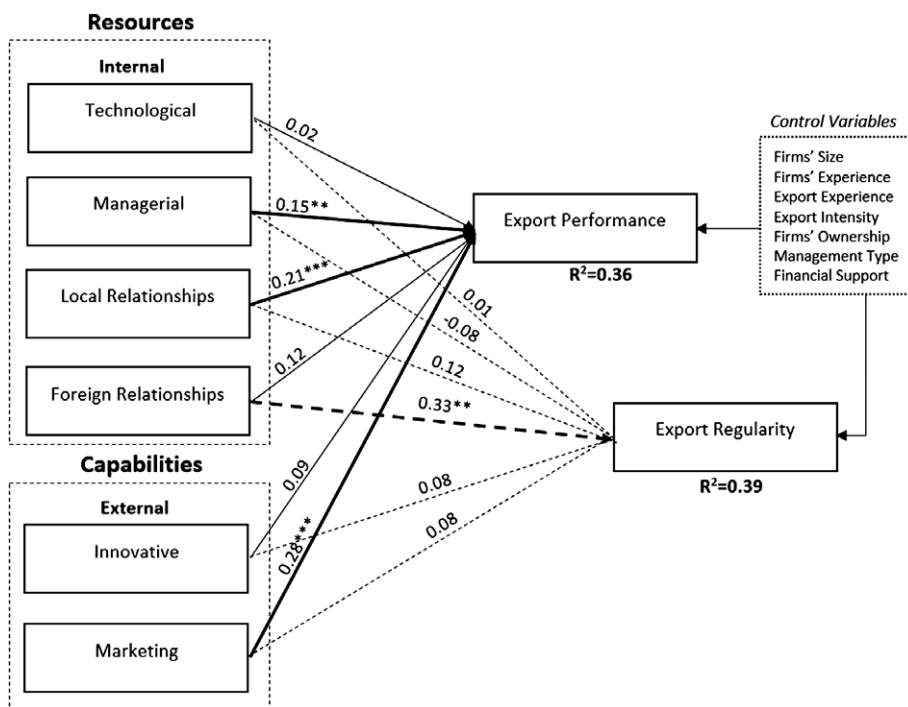 Resources
Internal
Technological
Managerial
Local Relationships
Foreign Relationships
Capabilities
External
Innovative
Marketing
0.02
0.15**
0.21***
0.12
0.09
0.28***
0.01
-0.08
0.12
0.33**
0.08
0.08
Export Performance
R²=0.36
Export Regularity
R²=0.39
Control Variables
Firms' Size
Firms' Experience
Export Experience
Export Intensity
Firms' Ownership
Management Type
Financial Support